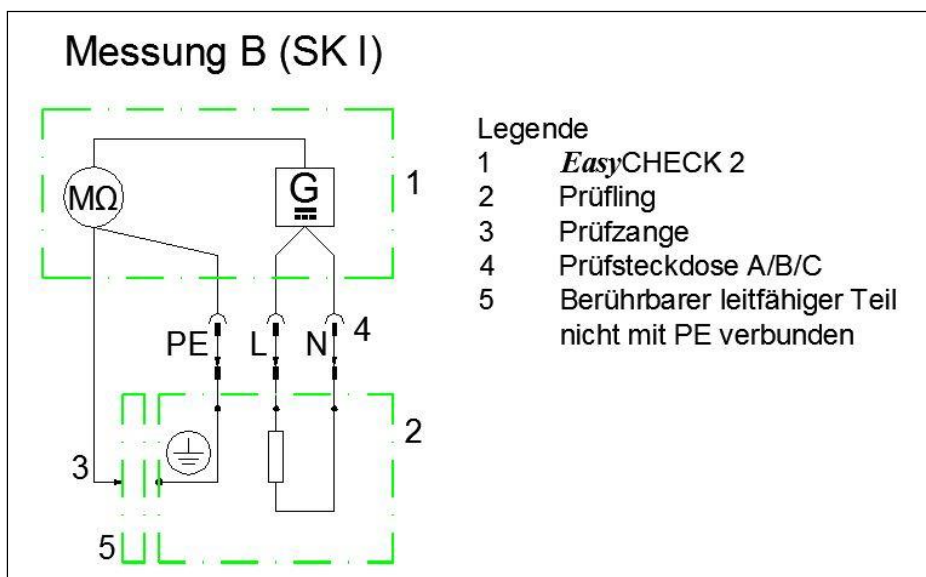 Messung B (SK I)
MΩ
G
1
PE
L
N
4
2
3
5
Legende
1 EasyCHECK 2
2 Prüfling
3 Prüfzange
4 Prüfsteckdose A/B/C
5 Berührbarer leitfähiger Teil
nicht mit PE verbunden